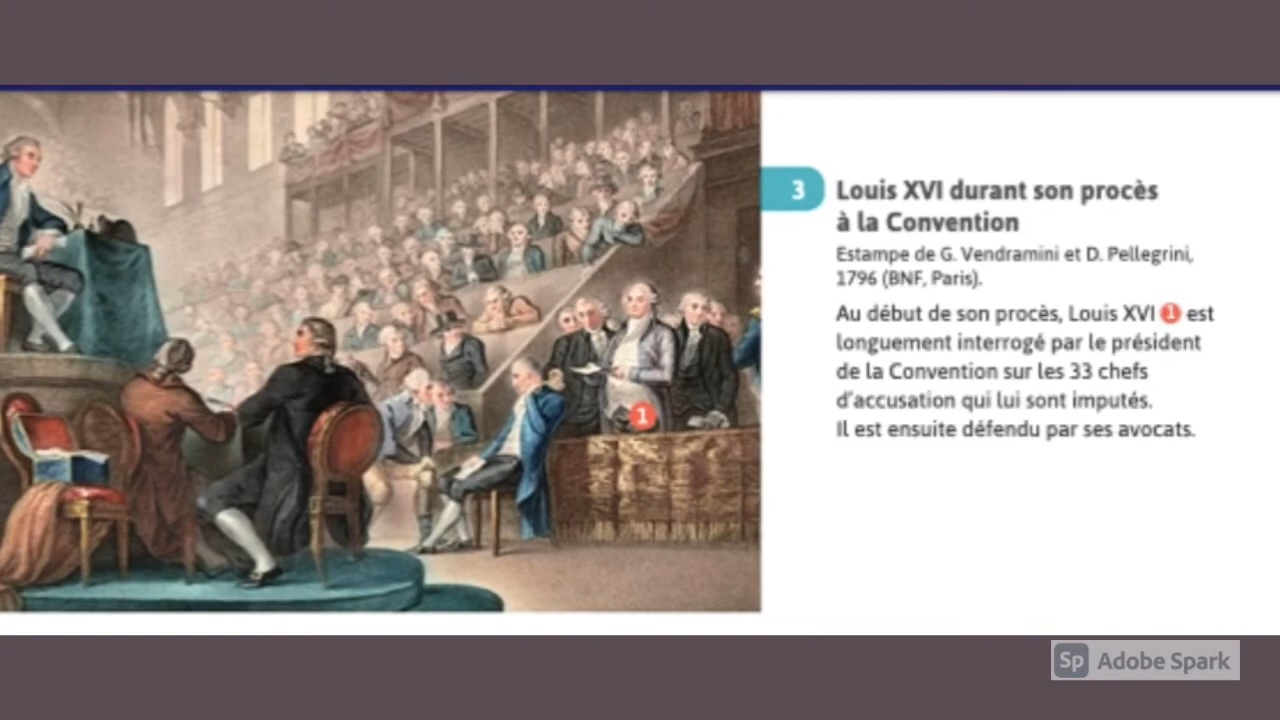 3
Louis XVI durant son procès
à la Convention
Estampe de G. Vendramini et D. Pellegrini,
1796 (BNF, Paris).
Au début de son procès, Louis XVI 1 est
longuement interrogé par le président
de la Convention sur les 33 chefs
d'accusation qui lui sont imputés.
Il est ensuite défendu par ses avocats.
1
Sp Adobe Spark